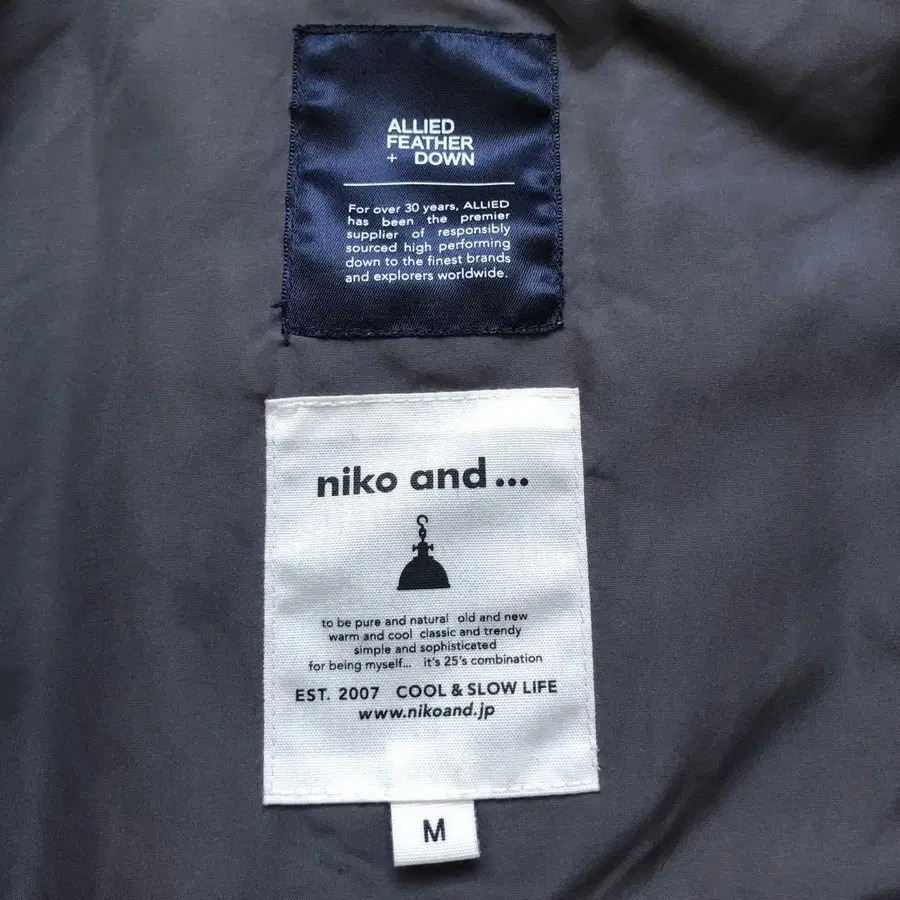 ALLIED
FEATHER
+ DOWN
For over 30 years, ALLIED
has been the premier
supplier of responsibly
sourced high performing
down to the finest brands
and explorers worldwide.
niko and...
to be pure and natural old and new
warm and cool classic and trendy
simple and sophisticated
for being myself... it's 25's combination
EST. 2007 COOL & SLOW LIFE
www.nikoand.jp
M